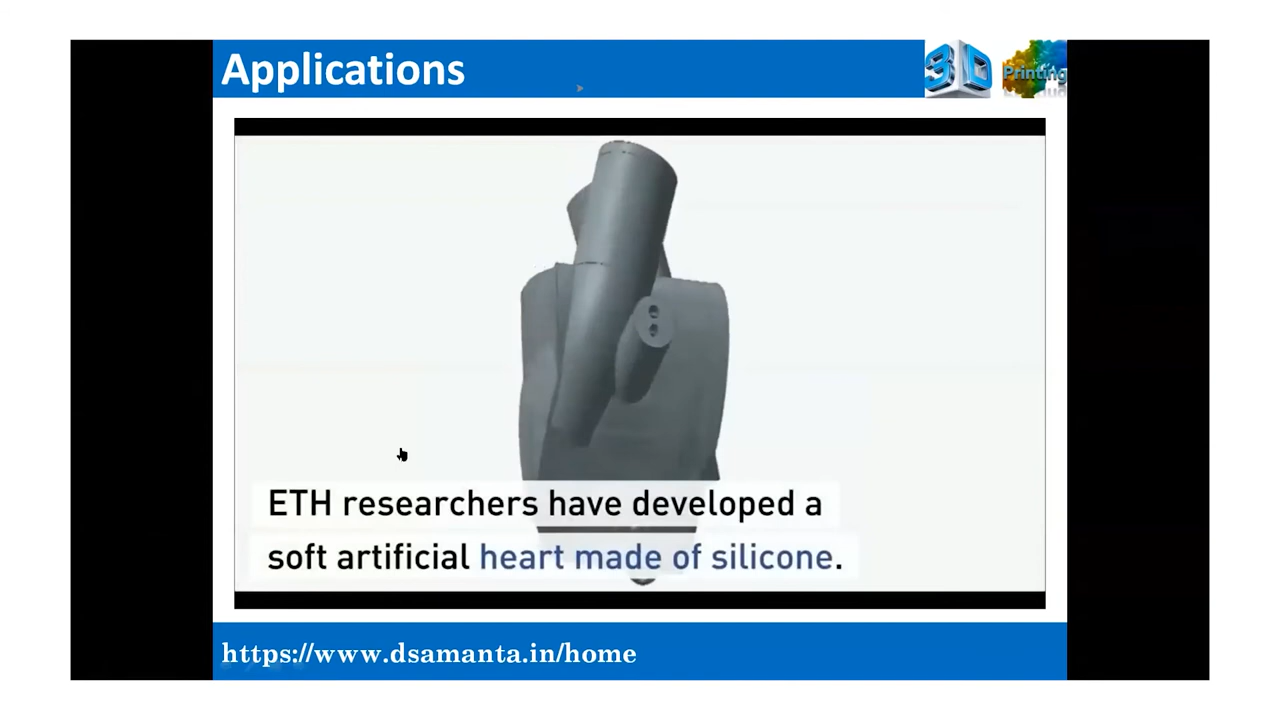 Applications
3D Printing
ETH researchers have developed a
soft artificial heart made of silicone.
https://www.dsamanta.in/home